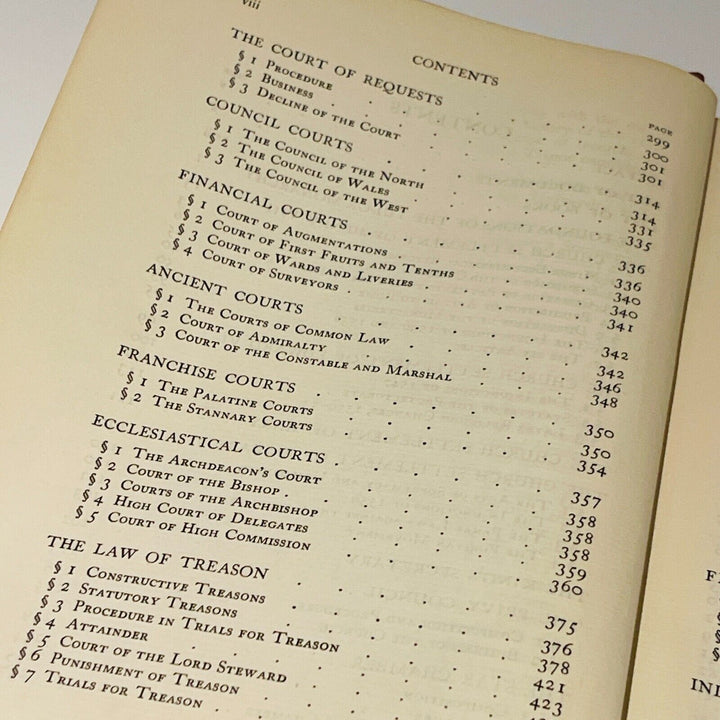 viii
CONTENTS
PAGE
THE COURT OF REQUESTS . . . . 299
§ 1 PROCEDURE . . . . 300
§ 2 BUSINESS . . . . 301
§ 3 DECLINE OF THE COURT . . . . 301
COUNCIL COURTS . . . . 314
§ 1 THE COUNCIL OF THE NORTH . . . . 314
§ 2 THE COUNCIL OF WALES . . . . 331
§ 3 THE COUNCIL OF THE WEST . . . . 335
FINANCIAL COURTS . . . . 336
§ 1 COURT OF AUGMENTATIONS . . . . 336
§ 2 COURT OF FIRST FRUITS AND TENTHS . . . . 340
§ 3 COURT OF WARDS AND LIVERIES . . . . 340
§ 4 COURT OF SURVEYORS . . . . 341
ANCIENT COURTS . . . . 342
§ 1 THE COURTS OF COMMON LAW . . . . 342
§ 2 COURT OF ADMIRALTY . . . . 346
§ 3 COURT OF THE CONSTABLE AND MARSHAL . . . . 348
FRANCHISE COURTS . . . . 350
§ 1 THE PALATINE COURTS . . . . 350
§ 2 THE STANNARY COURTS . . . . 354
ECCLESIASTICAL COURTS . . . . 357
§ 1 THE ARCHDEACON'S COURT . . . . 358
§ 2 COURT OF THE BISHOP . . . . 358
§ 3 COURTS OF THE ARCHBISHOP . . . . 358
§ 4 HIGH COURT OF DELEGATES . . . . 359
§ 5 COURT OF HIGH COMMISSION . . . . 360
THE LAW OF TREASON . . . . 375
§ 1 CONSTRUCTIVE TREASONS . . . . 376
§ 2 STATUTORY TREASONS . . . . 378
§ 3 PROCEDURE IN TRIALS FOR TREASON . . . . 421
§ 4 ATTAINDER . . . . 423
§ 5 COURT OF THE LORD STEWARD
§ 6 PUNISHMENT OF TREASON
§ 7 TRIALS FOR TREASON